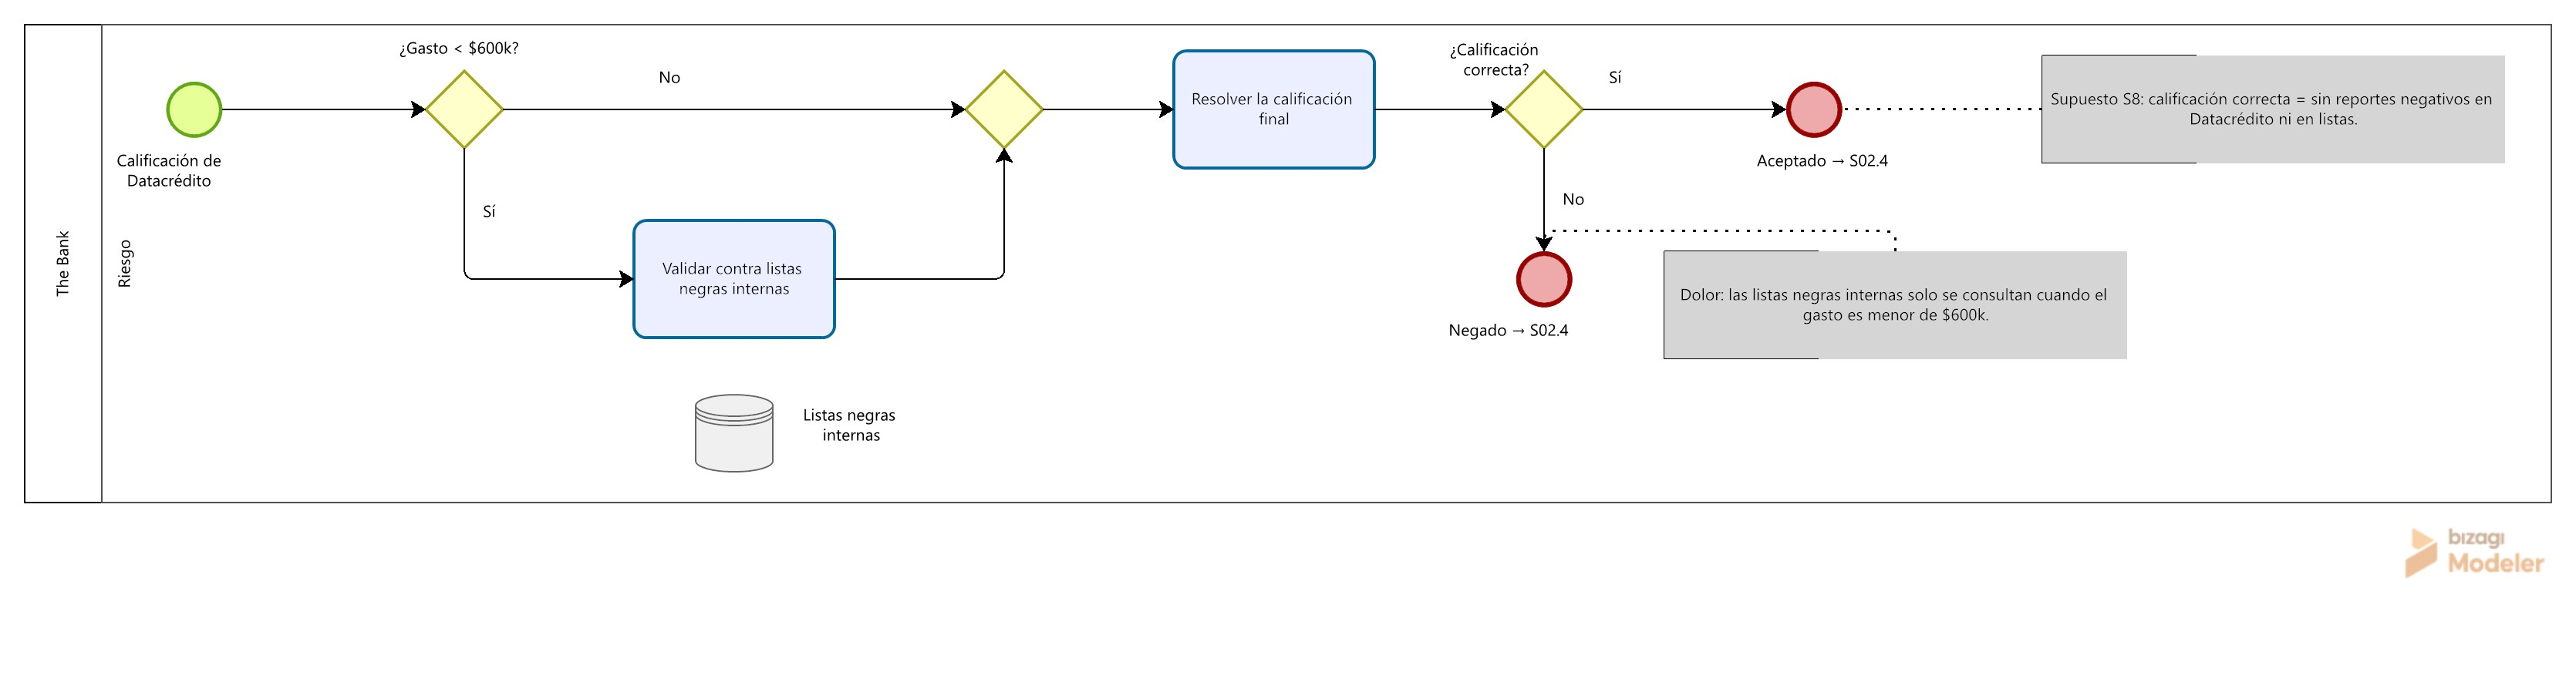 The Bank
Riesgo
Calificación de
Datacrédito
¿Gasto < $600k?
No
Sí
Validar contra listas
negras internas
Listas negras
internas
Resolver la calificación
final
¿Calificación
correcta?
Sí
No
Aceptado → S02.4
Negado → S02.4
Supuesto S8: calificación correcta = sin reportes negativos en
Datacrédito ni en listas.
Dolor: las listas negras internas solo se consultan cuando el
gasto es menor de $600k.
bizagi
Modeler